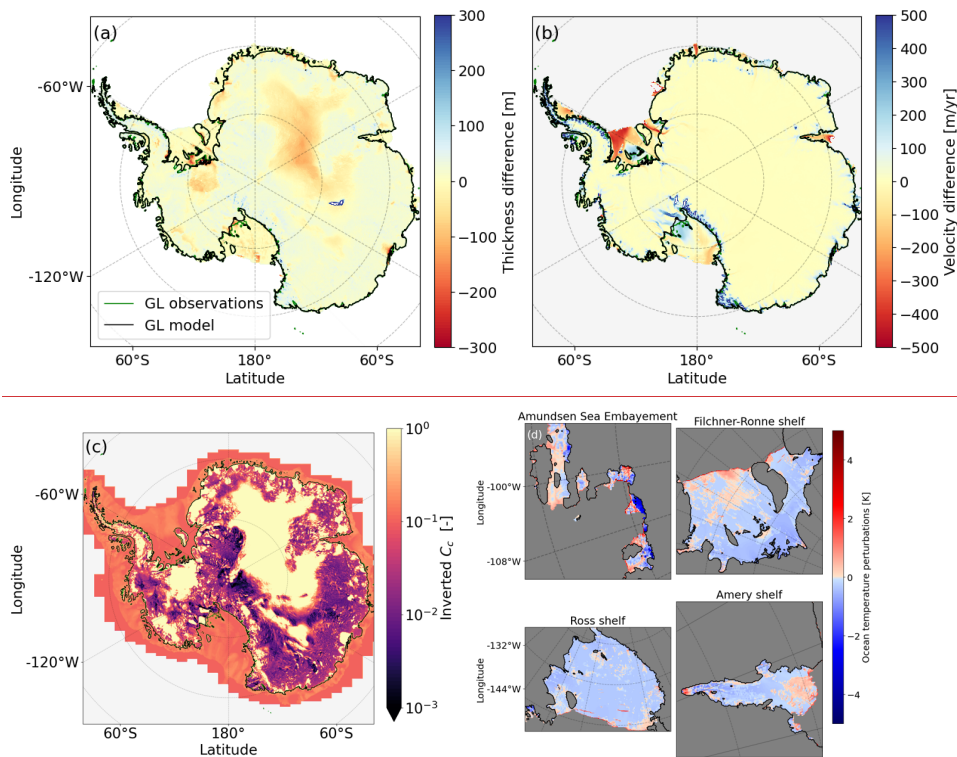 (a)
-60°W
-120°W
Longitude
60°S
180°
60°S
Latitude
GL observations
GL model
300
200
100
0
−100
−200
−300
Thickness difference [m]
(b)
60°S
180°
60°S
Latitude
500
400
300
200
100
0
−100
−200
−300
−400
−500
Velocity difference [m/yr]
(c)
-60°W
-120°W
Longitude
60°S
180°
60°S
Latitude
10⁰
10⁻¹
10⁻²
10⁻³
Inverted C_c [-]
Amundsen Sea Embayement
(d)
-100°W
-108°W
Longitude
Filchner-Ronne shelf
Ross shelf
-132°W
-144°W
Longitude
Amery shelf
4
2
0
−2
−4
Ocean temperature perturbations [K]